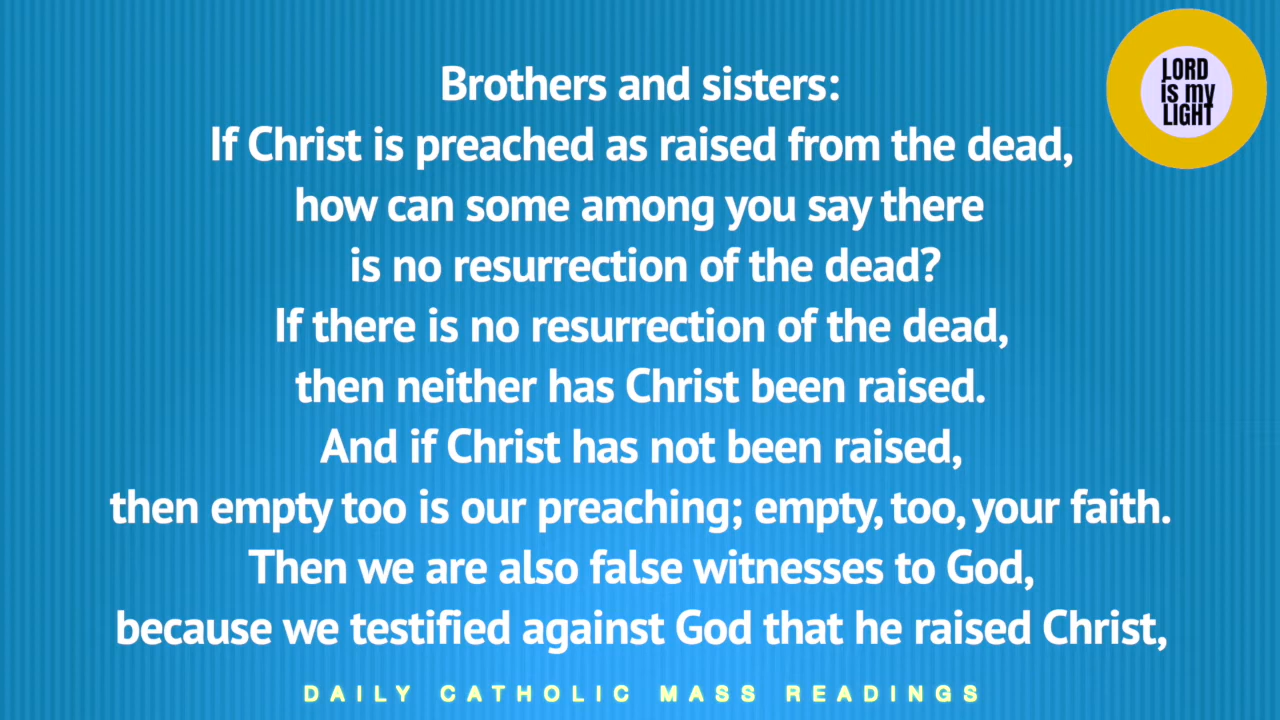 LORD
is my
LIGHT
Brothers and sisters:
If Christ is preached as raised from the dead,
how can some among you say there
is no resurrection of the dead?
If there is no resurrection of the dead,
then neither has Christ been raised.
And if Christ has not been raised,
then empty too is our preaching; empty, too, your faith.
Then we are also false witnesses to God,
because we testified against God that he raised Christ,
DAILY CATHOLIC MASS READINGS